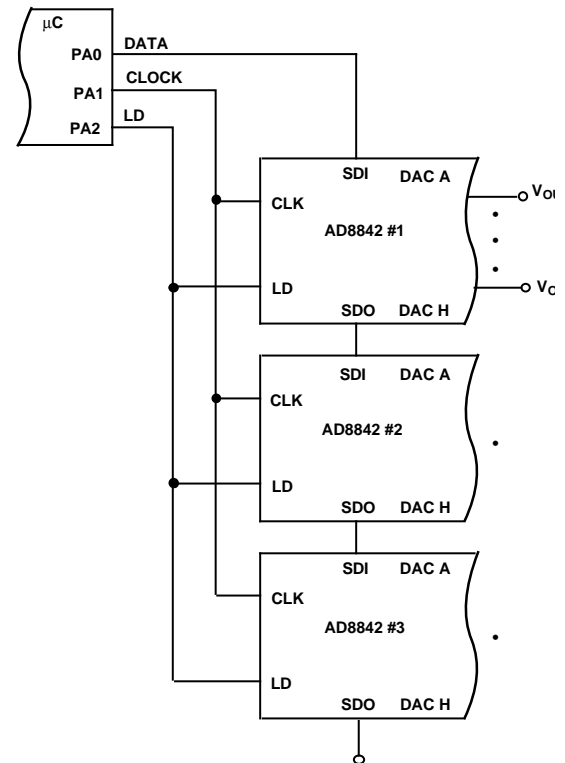 μC
PA0
PA1
PA2
DATA
CLOCK
LD
SDI DAC A
CLK
AD8842 #1
LD
SDO DAC H
SDI DAC A
CLK
AD8842 #2
LD
SDO DAC H
SDI DAC A
CLK
AD8842 #3
LD
SDO DAC H